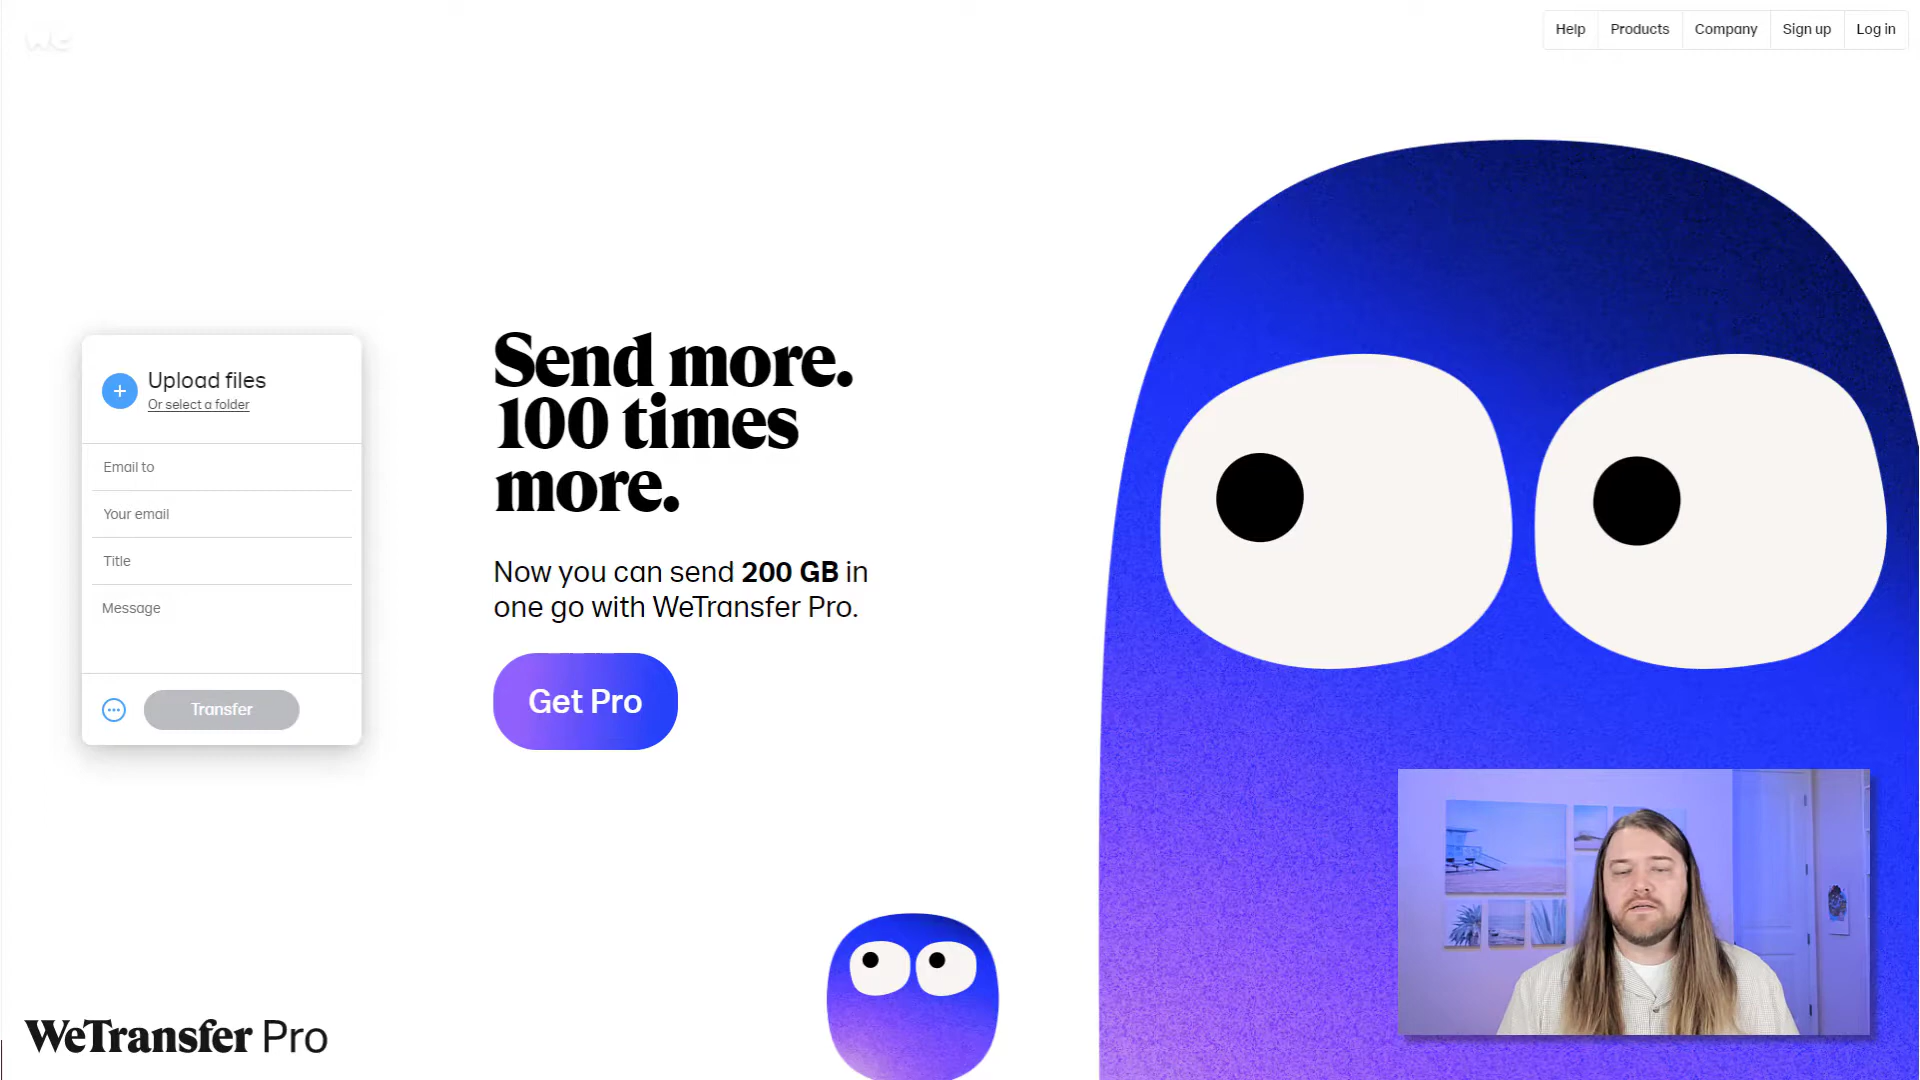 We
Help
Products
Company
Sign up
Log in
Upload files
Or select a folder
Email to
Your email
Title
Message
Transfer
Send more.
100 times
more.
Now you can send 200 GB in
one go with WeTransfer Pro.
Get Pro
WeTransfer Pro